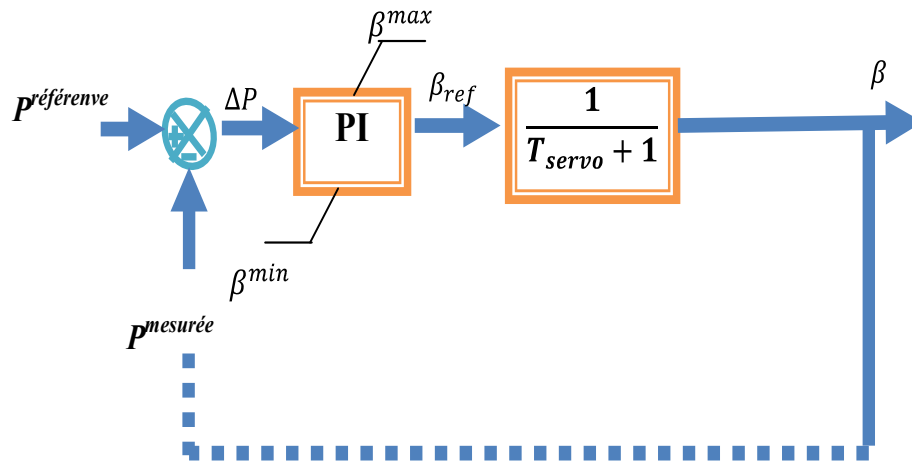 β^max
P^référenve
ΔP
+
-
PI
β_ref
1
T_servo + 1
β
β^min
P^mesurée